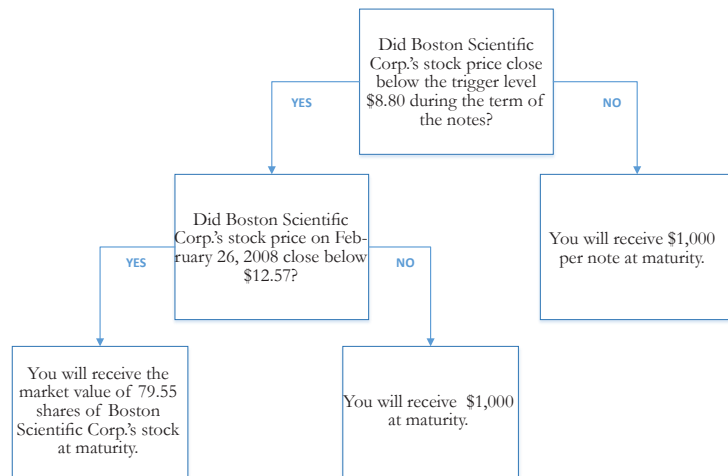 Did Boston Scientific
Corp.'s stock price close
below the trigger level
$8.80 during the term of
the notes?
YES
NO
Did Boston Scientific
Corp.'s stock price on Feb-
ruary 26, 2008 close below
$12.57?
You will receive $1,000
per note at maturity.
YES
NO
You will receive the
market value of 79.55
shares of Boston
Scientific Corp.'s stock
at maturity.
You will receive $1,000
at maturity.